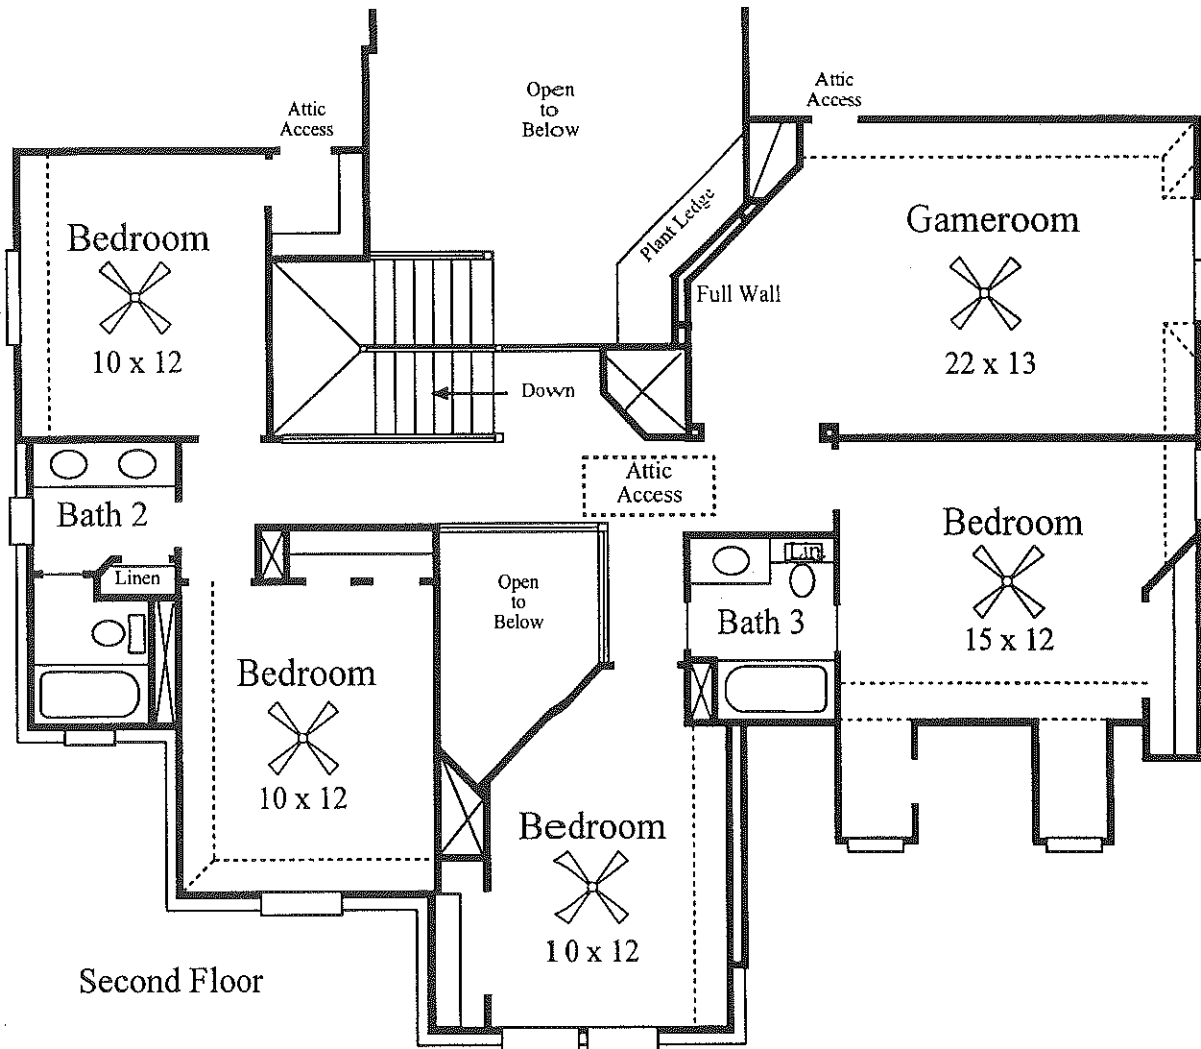 Open
to
Below
Attic
Access
Attic
Access
Bedroom
10 x 12
Plant Ledge
Full Wall
Gameroom
22 x 13
Down
Attic
Access
Bath 2
Linen
Bedroom
15 x 12
Lin.
Bath 3
Open
to
Below
Bedroom
10 x 12
Bedroom
10 x 12
Second Floor